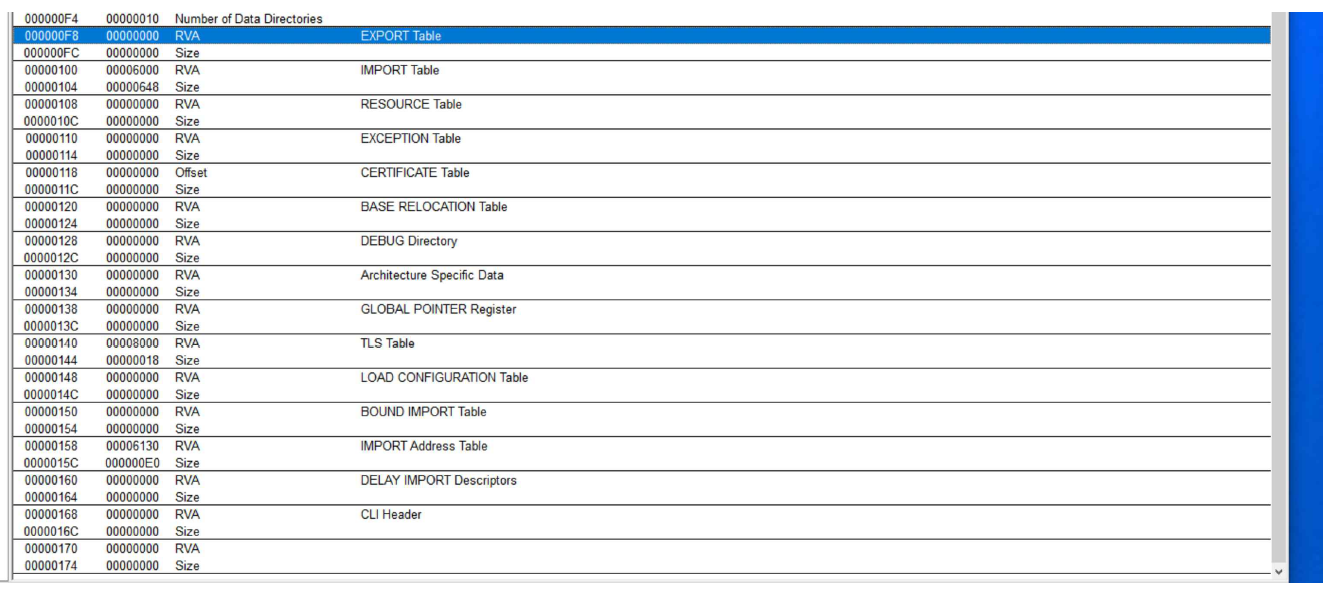 000000F4 00000010 Number of Data Directories
000000F8 00000000 RVA EXPORT Table
000000FC 00000000 Size
00000100 00006000 RVA IMPORT Table
00000104 00000648 Size
00000108 00000000 RVA RESOURCE Table
0000010C 00000000 Size
00000110 00000000 RVA EXCEPTION Table
00000114 00000000 Size
00000118 00000000 Offset CERTIFICATE Table
0000011C 00000000 Size
00000120 00000000 RVA BASE RELOCATION Table
00000124 00000000 Size
00000128 00000000 RVA DEBUG Directory
0000012C 00000000 Size
00000130 00000000 RVA Architecture Specific Data
00000134 00000000 Size
00000138 00000000 RVA GLOBAL POINTER Register
0000013C 00000000 Size
00000140 00008000 RVA TLS Table
00000144 00000018 Size
00000148 00000000 RVA LOAD CONFIGURATION Table
0000014C 00000000 Size
00000150 00000000 RVA BOUND IMPORT Table
00000154 00000000 Size
00000158 00006130 RVA IMPORT Address Table
0000015C 000000E0 Size
00000160 00000000 RVA DELAY IMPORT Descriptors
00000164 00000000 Size
00000168 00000000 RVA CLI Header
0000016C 00000000 Size
00000170 00000000 RVA
00000174 00000000 Size